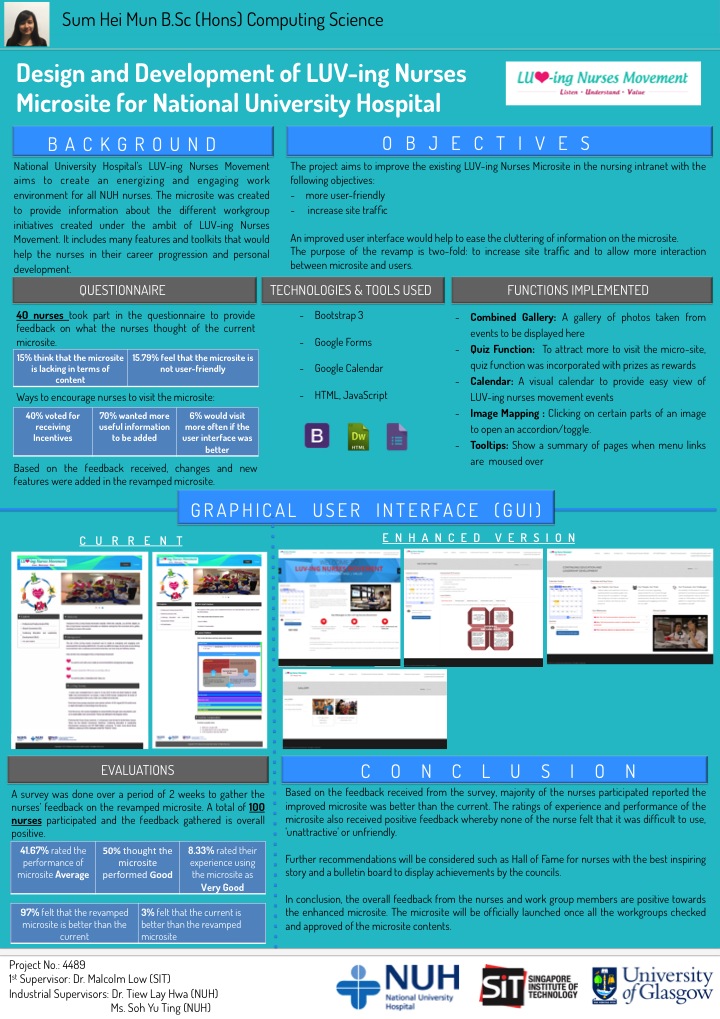 Sum Hei Mun B.Sc (Hons) Computing Science
Design and Development of LUV-ing Nurses
Microsite for National University Hospital
LU -ing Nurses Movement
Listen · Understand · Value
BACKGROUND
National University Hospital's LUV-ing Nurses Movement
aims to create an energizing and engaging work
environment for all NUH nurses. The microsite was created
to provide information about the different workgroup
initiatives created under the ambit of LUV-ing Nurses
Movement. It includes many features and toolkits that would
help the nurses in their career progression and personal
development.
OBJECTIVES
The project aims to improve the existing LUV-ing Nurses Microsite in the nursing intranet with the
following objectives:
- more user-friendly
- increase site traffic
An improved user interface would help to ease the cluttering of information on the microsite.
The purpose of the revamp is two-fold: to increase site traffic and to allow more interaction
between microsite and users.
QUESTIONNAIRE
40 nurses took part in the questionnaire to provide
feedback on what the nurses thought of the current
microsite.
15% think that the microsite
is lacking in terms of
content
15.79% feel that the microsite is
not user-friendly
Ways to encourage nurses to visit the microsite:
40% voted for
receiving
Incentives
70% wanted more
useful information
to be added
6% would visit
more often if the
user interface was
better
Based on the feedback received, changes and new
features were added in the revamped microsite.
TECHNOLOGIES & TOOLS USED
- Bootstrap 3
- Google Forms
- Google Calendar
- HTML, JavaScript
B
Dw
HTML
FUNCTIONS IMPLEMENTED
- Combined Gallery: A gallery of photos taken from
events to be displayed here
- Quiz Function: To attract more to visit the micro-site,
quiz function was incorporated with prizes as rewards
- Calendar: A visual calendar to provide easy view of
LUV-ing nurses movement events
- Image Mapping : Clicking on certain parts of an image
to open an accordion/toggle.
- Tooltips: Show a summary of pages when menu links
are moused over
GRAPHICAL USER INTERFACE (GUI)
CURRENT
ENHANCED VERSION
LUV-ING NURSES MOVEMENT
EVALUATIONS
A survey was done over a period of 2 weeks to gather the
nurses' feedback on the revamped microsite. A total of 100
nurses participated and the feedback gathered is overall
positive.
41.67% rated the
performance of
microsite Average
50% thought the
microsite
performed Good
8.33% rated their
experience using
the microsite as
Very Good
97% felt that the revamped
microsite is better than the
current
3% felt that the current is
better than the revamped
microsite
CONCLUSION
Based on the feedback received from the survey, majority of the nurses participated reported the
improved microsite was better than the current. The ratings of experience and performance of the
microsite also received positive feedback whereby none of the nurse felt that it was difficult to use,
'unattractive' or unfriendly.
Further recommendations will be considered such as Hall of Fame for nurses with the best inspiring
story and a bulletin board to display achievements by the councils.
In conclusion, the overall feedback from the nurses and work group members are positive towards
the enhanced microsite. The microsite will be officially launched once all the workgroups checked
and approved of the microsite contents.
Project No.: 4489
1st Supervisor: Dr. Malcolm Low (SIT)
Industrial Supervisors: Dr. Tiew Lay Hwa (NUH)
Ms. Soh Yu Ting (NUH)
NUH
National University
Hospital
SiT
SINGAPORE
INSTITUTE OF
TECHNOLOGY
University
of Glasgow